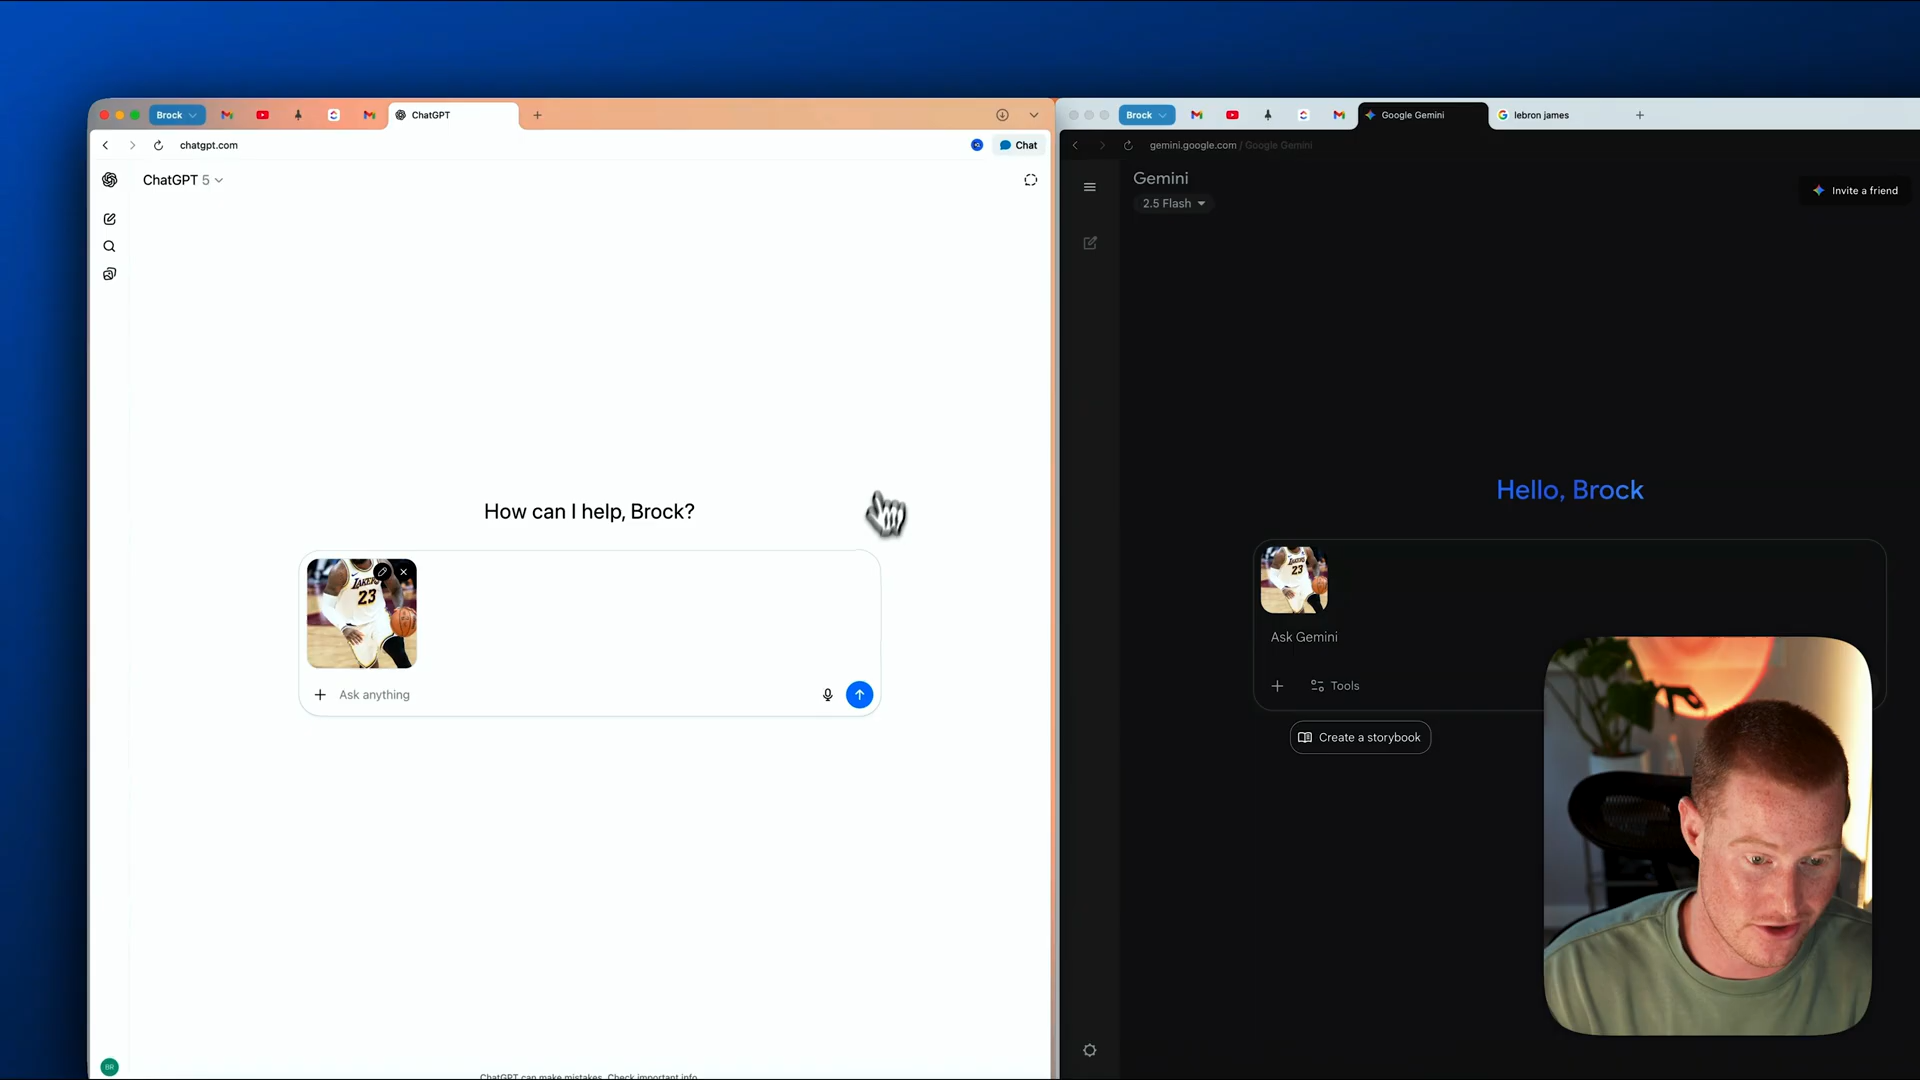 Brock
ChatGPT
chatgpt.com
Chat
ChatGPT 5
How can I help, Brock?
LAKERS
23
Ask anything
BR
ChatGPT can make mistakes. Check important info.
Brock
Google Gemini
lebron james
gemini.google.com / Google Gemini
Gemini
2.5 Flash
Invite a friend
Hello, Brock
23
Ask Gemini
Tools
Create a storybook